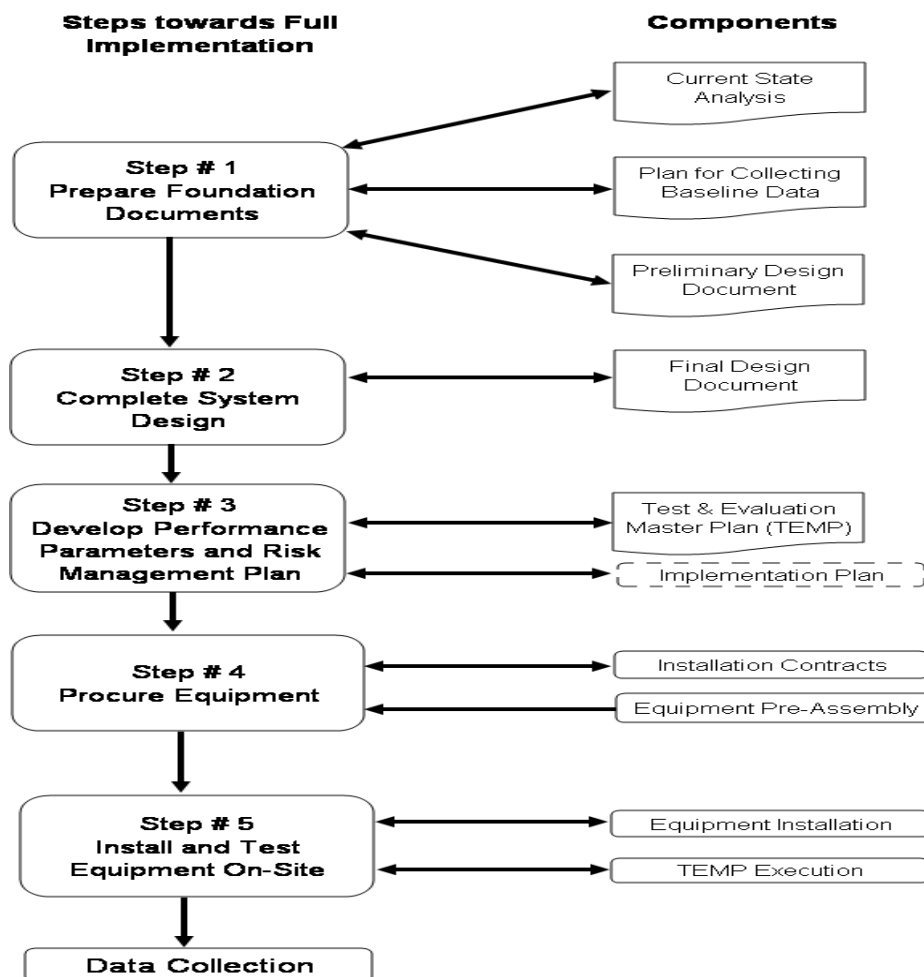 Steps towards Full
Implementation
Components
Current State
Analysis
Step # 1
Prepare Foundation
Documents
Plan for Collecting
Baseline Data
Preliminary Design
Document
Step # 2
Complete System
Design
Final Design
Document
Step # 3
Develop Performance
Parameters and Risk
Management Plan
Test & Evaluation
Master Plan (TEMP)
Implementation Plan
Step # 4
Procure Equipment
Installation Contracts
Equipment Pre-Assembly
Step # 5
Install and Test
Equipment On-Site
Equipment Installation
TEMP Execution
Data Collection